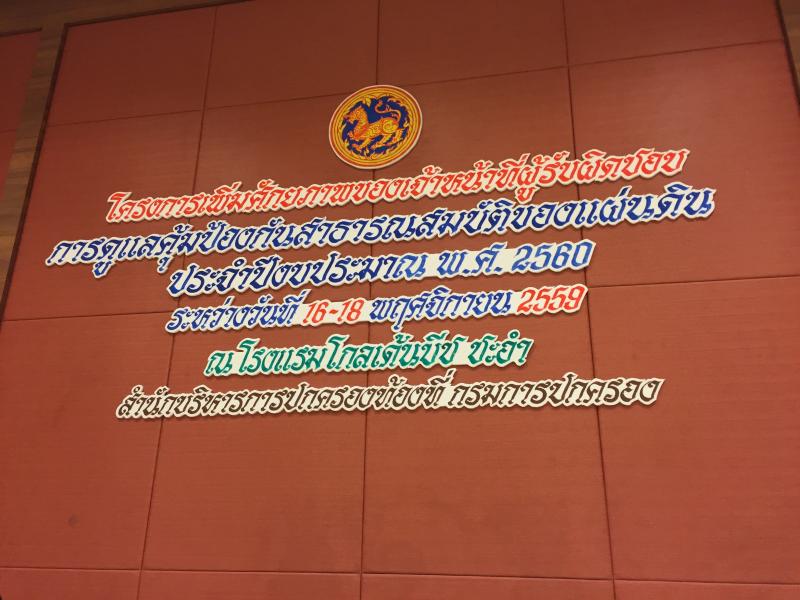 โครงการเพิ่มศักยภาพของเจ้าหน้าที่ผู้รับผิดชอบ
การดูแลคุ้มป้องกันสาธารณสมบัติของแผ่นดิน
ประจำปีงบประมาณ พ.ศ. 2560
ระหว่างวันที่ 16-18 พฤศจิกายน 2559
ณ โรงแรมโกลเด้นบีช ชะอำ
สำนักบริหารการปกครองท้องที่ กรมการปกครอง